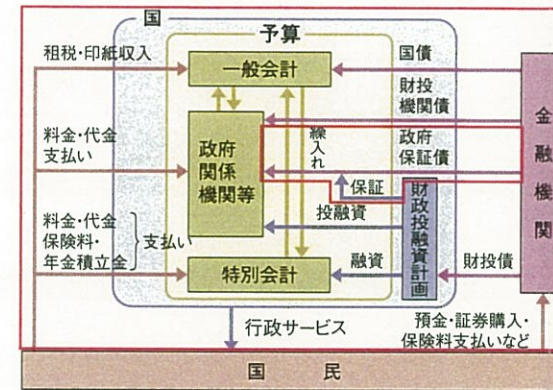 国
予算
租税・印紙収入
一般会計
国債
財投
機関債
料金・代金
支払い
政府
関係
機関等
繰入れ
政府
保証債
保証
金融機関
料金・代金
保険料・
年金積立金
支払い
投融資
財政投融資計画
特別会計
融資
財投債
行政サービス
預金・証券購入・
保険料支払いなど
国 民